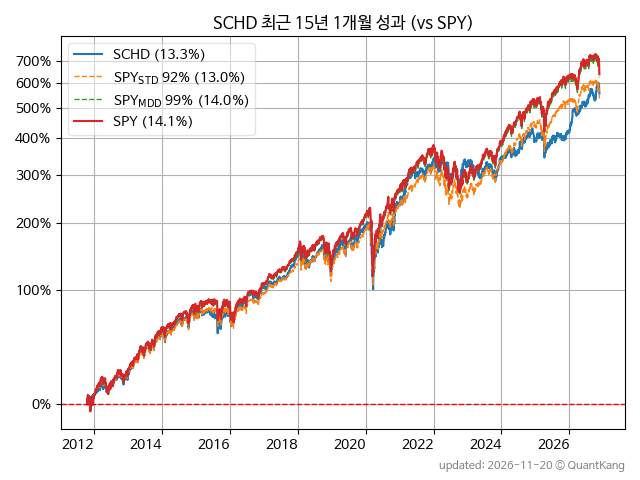 SCHD 최근 15년 1개월 성과 (vs SPY)
SCHD (13.3%)
SPY_STD 92% (13.0%)
SPY_MDD 99% (14.0%)
SPY (14.1%)
700%
600%
500%
400%
300%
200%
100%
0%
2012 2014 2016 2018 2020 2022 2024 2026
updated: 2026-11-20 © QuantKang